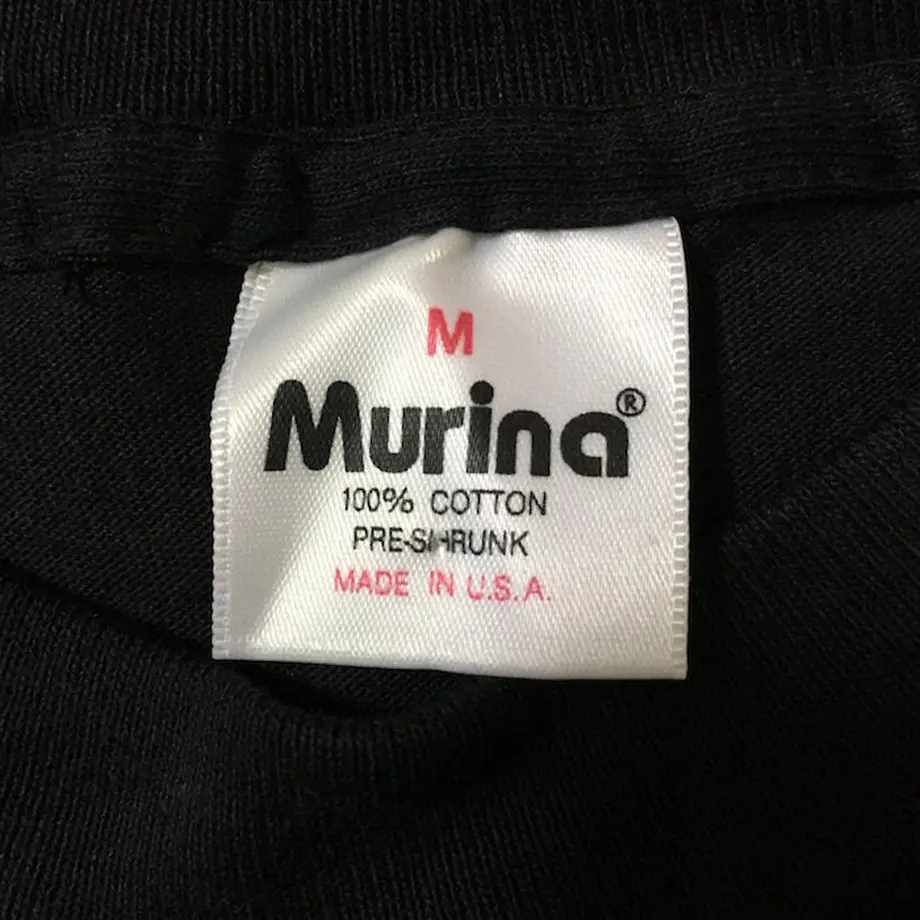 M
Murina®
100% COTTON
PRE-SHRUNK
MADE IN U.S.A.